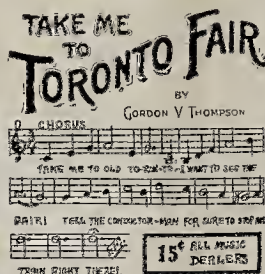 TAKE ME
TO
TORONTO FAIR
BY
GORDON V THOMPSON
CHORUS
TAKE ME TO OLD TO-RON-TO-I WANT TO SEE THE
FAIR! TELL THE CONDUCTOR-MAN FOR SURE TO STOP
TRAIN RIGHT THERE!
15¢ ALL MUSIC
DEALERS